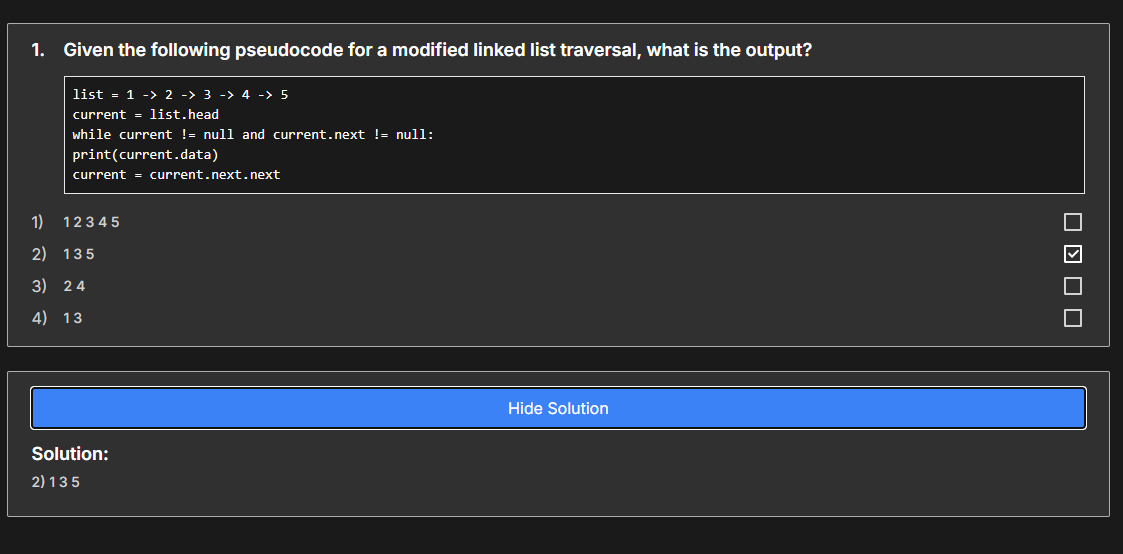 1. Given the following pseudocode for a modified linked list traversal, what is the output?
list = 1 -> 2 -> 3 -> 4 -> 5
current = list.head
while current != null and current.next != null:
print(current.data)
current = current.next.next
1) 1 2 3 4 5
2) 1 3 5
3) 2 4
4) 1 3
Hide Solution
Solution:
2) 1 3 5